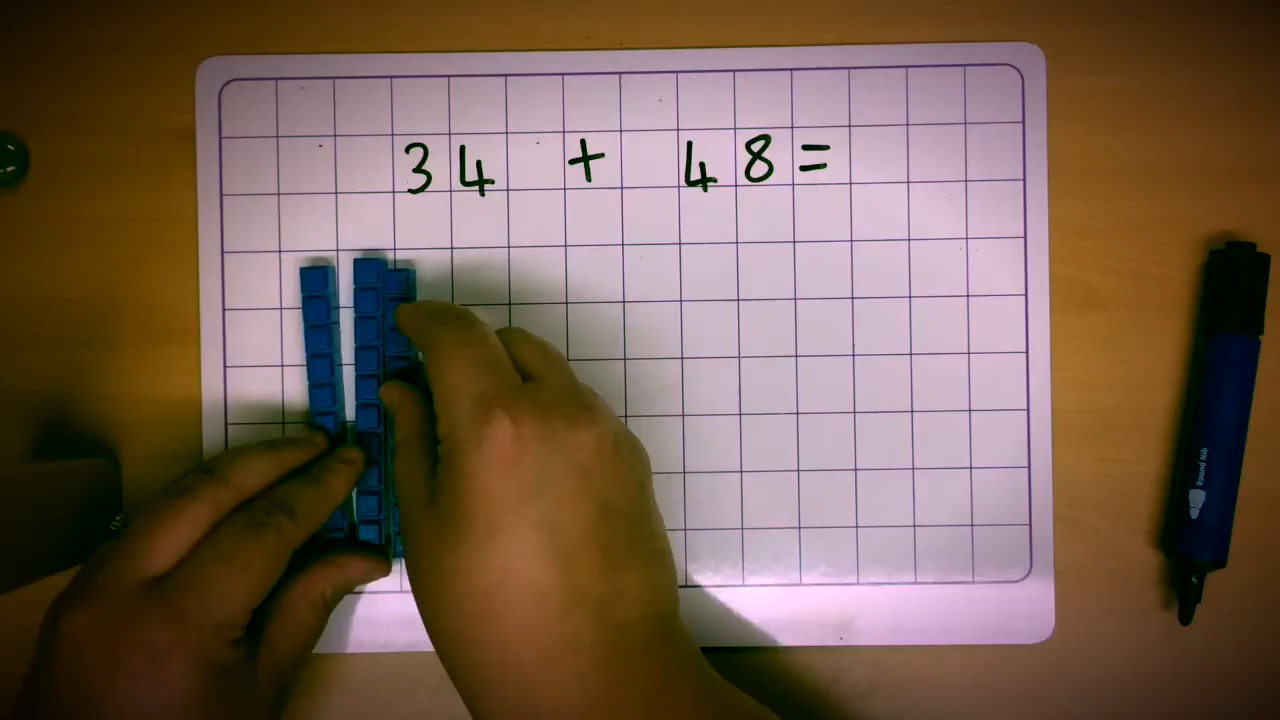 34 + 48 =